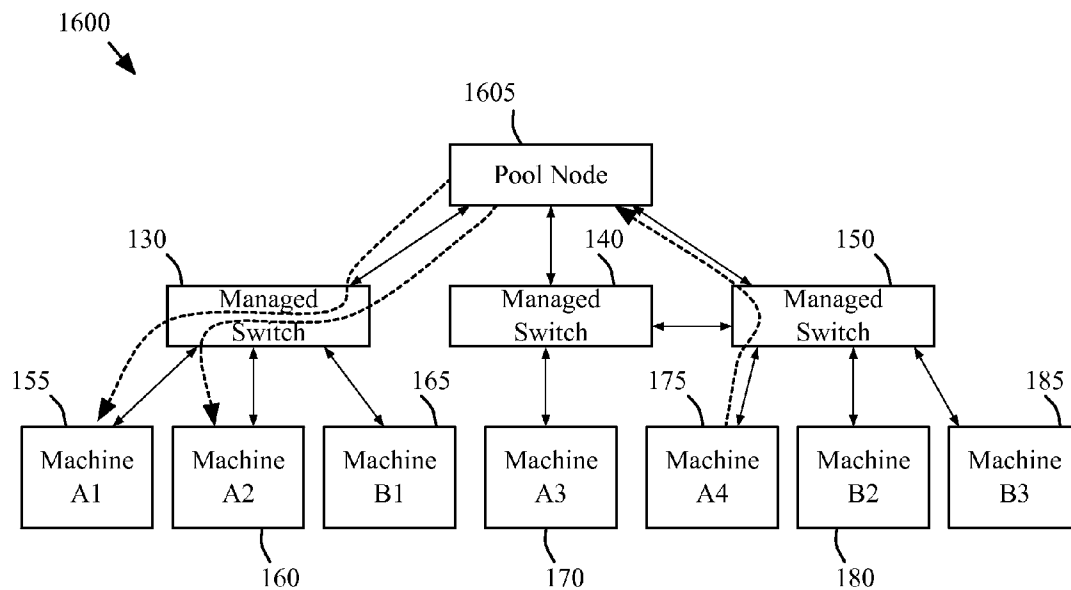 1600
1605
Pool Node
130
140
150
Managed
Switch
Managed
Switch
Managed
Switch
155
165
175
185
Machine
A1
Machine
A2
Machine
B1
Machine
A3
Machine
A4
Machine
B2
Machine
B3
160
170
180